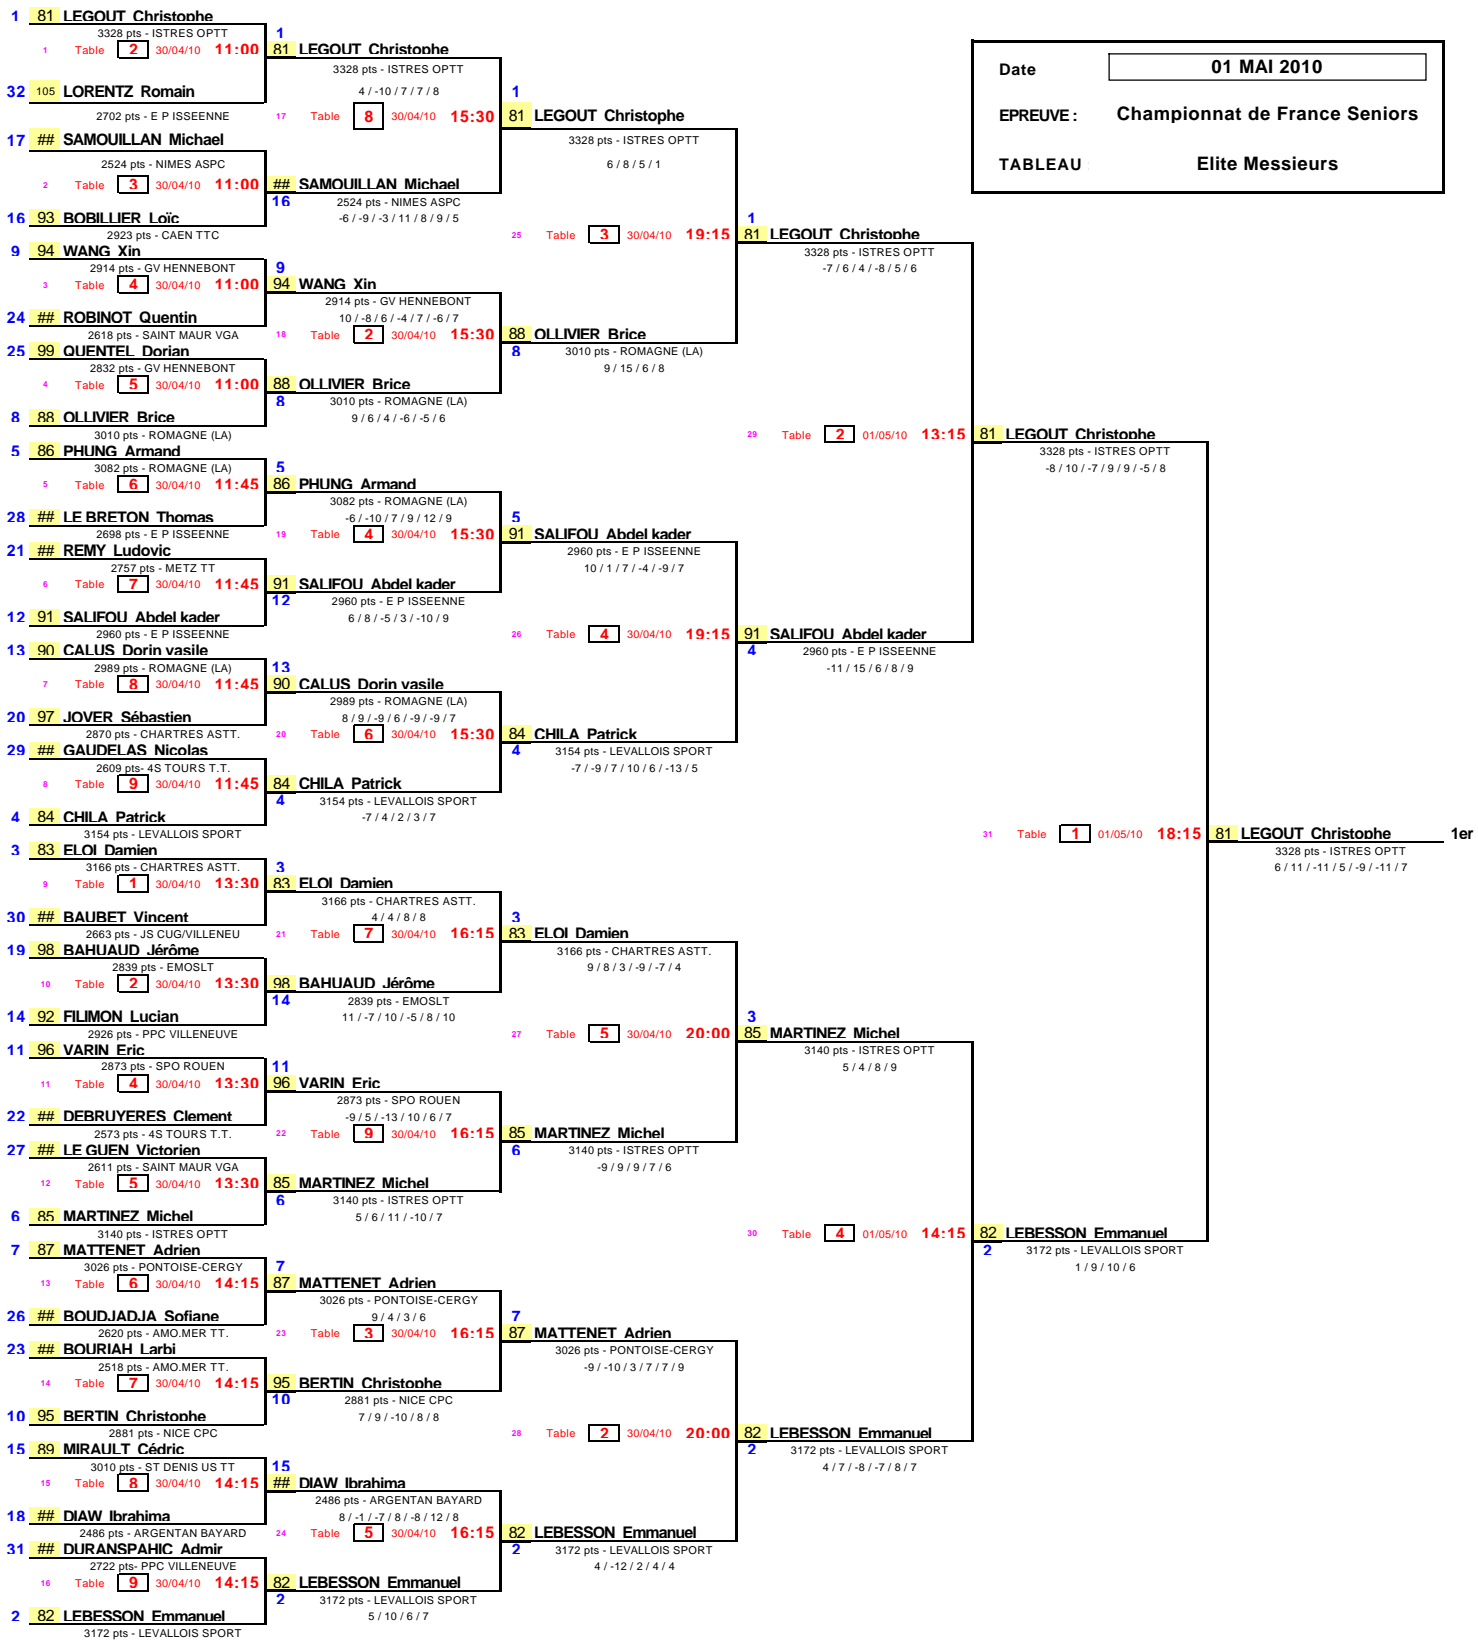 Date 01 MAI 2010
EPREUVE : Championnat de France Seniors
TABLEAU : Elite Messieurs
1 81 LEGOUT Christophe
3328 pts - ISTRES OPTT
1 Table 2 30/04/10 11:00
32 105 LORENTZ Romain
2702 pts - E P ISSEENNE
17 ## SAMOUILLAN Michael
2524 pts - NIMES ASPC
2 Table 3 30/04/10 11:00
16 93 BOBILLIER Loïc
2923 pts - CAEN TTC
9 94 WANG Xin
2914 pts - GV HENNEBONT
3 Table 4 30/04/10 11:00
24 ## ROBINOT Quentin
2618 pts - SAINT MAUR VGA
25 99 QUENTEL Dorian
2832 pts - GV HENNEBONT
4 Table 5 30/04/10 11:00
8 88 OLLIVIER Brice
3010 pts - ROMAGNE (LA)
5 86 PHUNG Armand
3082 pts - ROMAGNE (LA)
5 Table 6 30/04/10 11:45
28 ## LE BRETON Thomas
2698 pts - E P ISSEENNE
21 ## REMY Ludovic
2757 pts - METZ TT
6 Table 7 30/04/10 11:45
12 91 SALIFOU Abdel kader
2960 pts - E P ISSEENNE
13 90 CALUS Dorin vasile
2989 pts - ROMAGNE (LA)
7 Table 8 30/04/10 11:45
20 97 JOVER Sébastien
2870 pts - CHARTRES ASTT.
29 ## GAUDELAS Nicolas
2609 pts- 4S TOURS T.T.
8 Table 9 30/04/10 11:45
4 84 CHILA Patrick
3154 pts - LEVALLOIS SPORT
3 83 ELOI Damien
3166 pts - CHARTRES ASTT.
9 Table 1 30/04/10 13:30
30 ## BAUBET Vincent
2663 pts - JS CUG/VILLENEU
19 98 BAHUAUD Jérôme
2839 pts - EMOSLT
10 Table 2 30/04/10 13:30
14 92 FILIMON Lucian
2926 pts - PPC VILLENEUVE
11 96 VARIN Eric
2873 pts - SPO ROUEN
11 Table 4 30/04/10 13:30
22 ## DEBRUYERES Clement
2573 pts - 4S TOURS T.T.
27 ## LE GUEN Victorien
2611 pts - SAINT MAUR VGA
12 Table 5 30/04/10 13:30
6 85 MARTINEZ Michel
3140 pts - ISTRES OPTT
7 87 MATTENET Adrien
3026 pts - PONTOISE-CERGY
13 Table 6 30/04/10 14:15
26 ## BOUDJADJA Sofiane
2620 pts - AMO.MER TT.
23 ## BOURIAH Larbi
2518 pts - AMO.MER TT.
14 Table 7 30/04/10 14:15
10 95 BERTIN Christophe
2881 pts - NICE CPC
15 89 MIRAULT Cédric
3010 pts - ST DENIS US TT
15 Table 8 30/04/10 14:15
18 ## DIAW Ibrahima
2486 pts - ARGENTAN BAYARD
31 ## DURANSPAHIC Admir
2722 pts- PPC VILLENEUVE
16 Table 9 30/04/10 14:15
2 82 LEBESSON Emmanuel
3172 pts - LEVALLOIS SPORT
1
81 LEGOUT Christophe
3328 pts - ISTRES OPTT
4 / -10 / 7 / 7 / 8
17 Table 8 30/04/10 15:30
## SAMOUILLAN Michael
16 2524 pts - NIMES ASPC
-6 / -9 / -3 / 11 / 8 / 9 / 5
9
94 WANG Xin
2914 pts - GV HENNEBONT
10 / -8 / 6 / -4 / 7 / -6 / 7
18 Table 2 30/04/10 15:30
88 OLLIVIER Brice
8 3010 pts - ROMAGNE (LA)
9 / 6 / 4 / -6 / -5 / 6
5
86 PHUNG Armand
3082 pts - ROMAGNE (LA)
-6 / -10 / 7 / 9 / 12 / 9
19 Table 4 30/04/10 15:30
91 SALIFOU Abdel kader
12 2960 pts - E P ISSEENNE
6 / 8 / -5 / 3 / -10 / 9
13
90 CALUS Dorin vasile
2989 pts - ROMAGNE (LA)
8 / 9 / -9 / 6 / -9 / -9 / 7
20 Table 6 30/04/10 15:30
84 CHILA Patrick
4 3154 pts - LEVALLOIS SPORT
-7 / 4 / 2 / 3 / 7
3
83 ELOI Damien
3166 pts - CHARTRES ASTT.
4 / 4 / 8 / 8
21 Table 7 30/04/10 16:15
98 BAHUAUD Jérôme
14 2839 pts - EMOSLT
11 / -7 / 10 / -5 / 8 / 10
11
96 VARIN Eric
2873 pts - SPO ROUEN
-9 / 5 / -13 / 10 / 6 / 7
22 Table 9 30/04/10 16:15
85 MARTINEZ Michel
6 3140 pts - ISTRES OPTT
5 / 6 / 11 / -10 / 7
7
87 MATTENET Adrien
3026 pts - PONTOISE-CERGY
9 / 4 / 3 / 6
23 Table 3 30/04/10 16:15
95 BERTIN Christophe
10 2881 pts - NICE CPC
7 / 9 / -10 / 8 / 8
15
## DIAW Ibrahima
2486 pts - ARGENTAN BAYARD
8 / -1 / -7 / 8 / -8 / 12 / 8
24 Table 5 30/04/10 16:15
82 LEBESSON Emmanuel
2 3172 pts - LEVALLOIS SPORT
5 / 10 / 6 / 7
1
81 LEGOUT Christophe
3328 pts - ISTRES OPTT
6 / 8 / 5 / 1
25 Table 3 30/04/10 19:15
88 OLLIVIER Brice
8 3010 pts - ROMAGNE (LA)
9 / 15 / 6 / 8
5
91 SALIFOU Abdel kader
2960 pts - E P ISSEENNE
10 / 1 / 7 / -4 / -9 / 7
26 Table 4 30/04/10 19:15
84 CHILA Patrick
4 3154 pts - LEVALLOIS SPORT
-7 / -9 / 7 / 10 / 6 / -13 / 5
3
83 ELOI Damien
3166 pts - CHARTRES ASTT.
9 / 8 / 3 / -9 / -7 / 4
27 Table 5 30/04/10 20:00
85 MARTINEZ Michel
6 3140 pts - ISTRES OPTT
-9 / 9 / 9 / 7 / 6
7
87 MATTENET Adrien
3026 pts - PONTOISE-CERGY
-9 / -10 / 3 / 7 / 7 / 9
28 Table 2 30/04/10 20:00
82 LEBESSON Emmanuel
2 3172 pts - LEVALLOIS SPORT
4 / -12 / 2 / 4 / 4
1
81 LEGOUT Christophe
3328 pts - ISTRES OPTT
-7 / 6 / 4 / -8 / 5 / 6
29 Table 2 01/05/10 13:15
91 SALIFOU Abdel kader
4 2960 pts - E P ISSEENNE
-11 / 15 / 6 / 8 / 9
3
85 MARTINEZ Michel
3140 pts - ISTRES OPTT
5 / 4 / 8 / 9
30 Table 4 01/05/10 14:15
82 LEBESSON Emmanuel
2 3172 pts - LEVALLOIS SPORT
4 / 7 / -8 / -7 / 8 / 7
81 LEGOUT Christophe
3328 pts - ISTRES OPTT
-8 / 10 / -7 / 9 / 9 / -5 / 8
31 Table 1 01/05/10 18:15
82 LEBESSON Emmanuel
2 3172 pts - LEVALLOIS SPORT
1 / 9 / 10 / 6
81 LEGOUT Christophe 1er
3328 pts - ISTRES OPTT
6 / 11 / -11 / 5 / -9 / -11 / 7